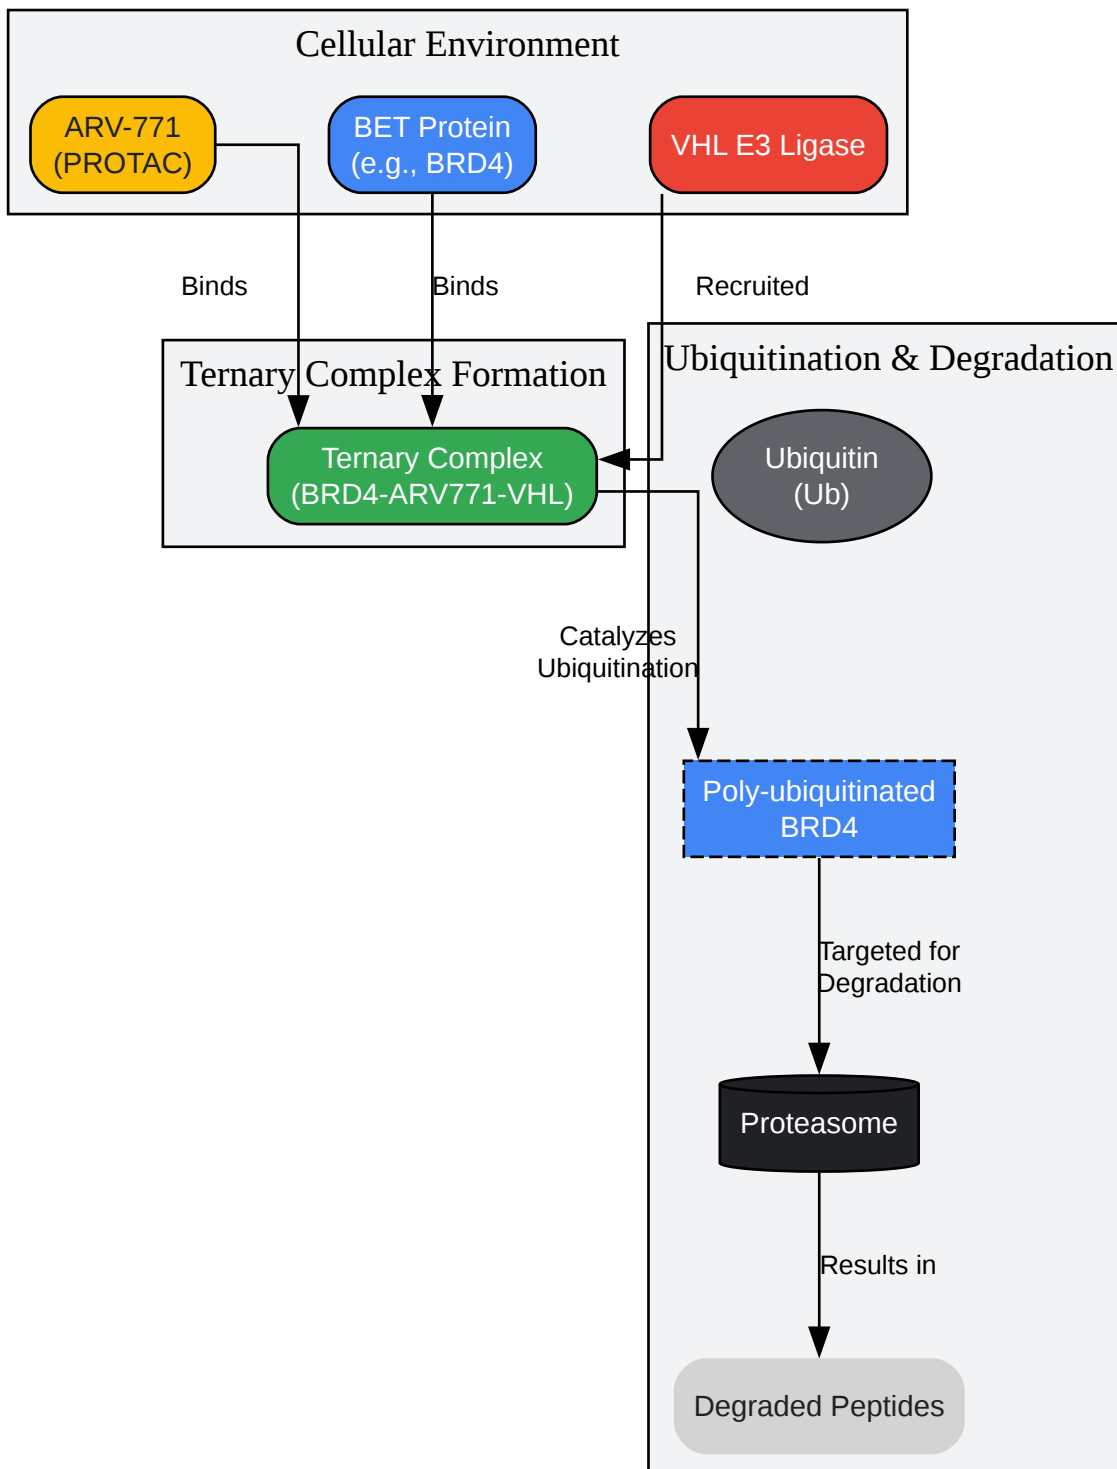 Cellular Environment
ARV-771
(PROTAC)
BET Protein
(e.g., BRD4)
VHL E3 Ligase
Binds
Binds
Recruited
Ternary Complex Formation
Ubiquitination & Degradation
Ternary Complex
(BRD4-ARV771-VHL)
Ubiquitin
(Ub)
Catalyzes
Ubiquitination
Poly-ubiquitinated
BRD4
Targeted for
Degradation
Proteasome
Results in
Degraded Peptides